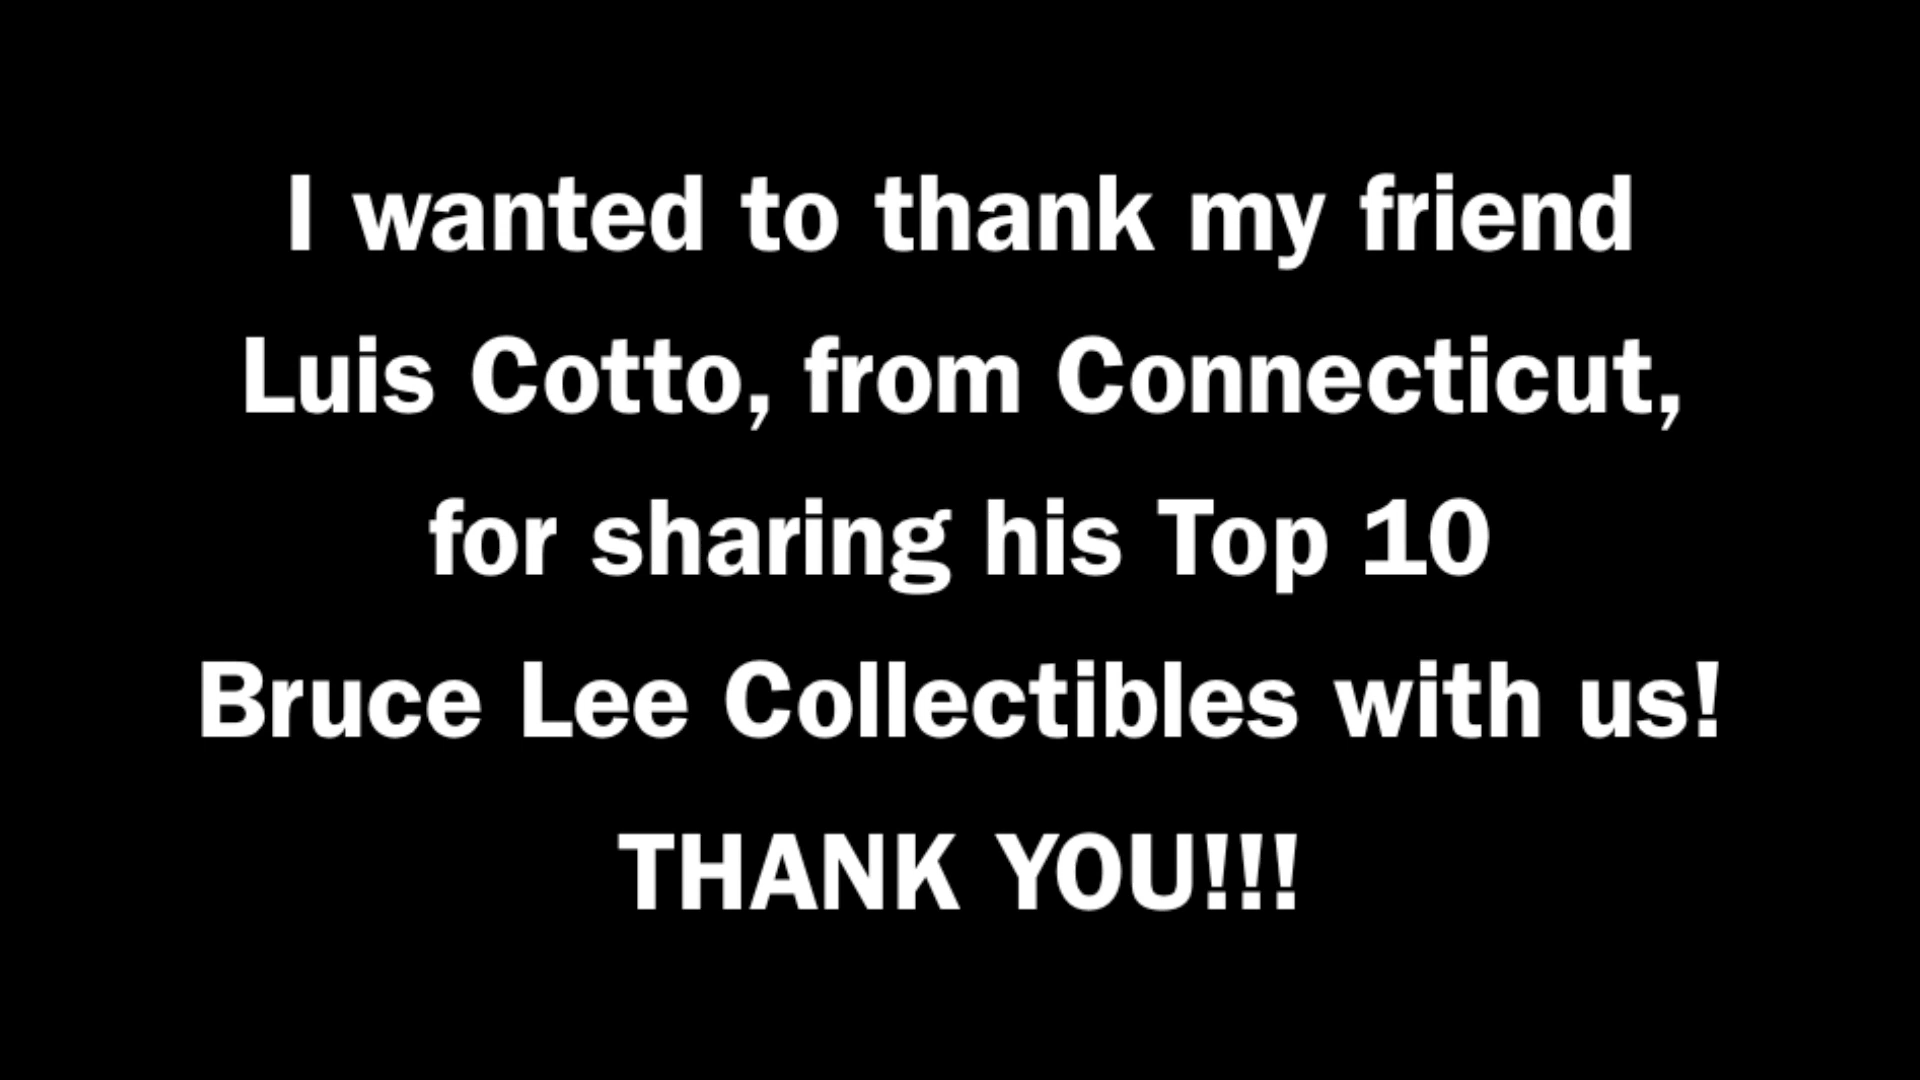 I wanted to thank my friend
Luis Cotto, from Connecticut,
for sharing his Top 10
Bruce Lee Collectibles with us!
THANK YOU!!!